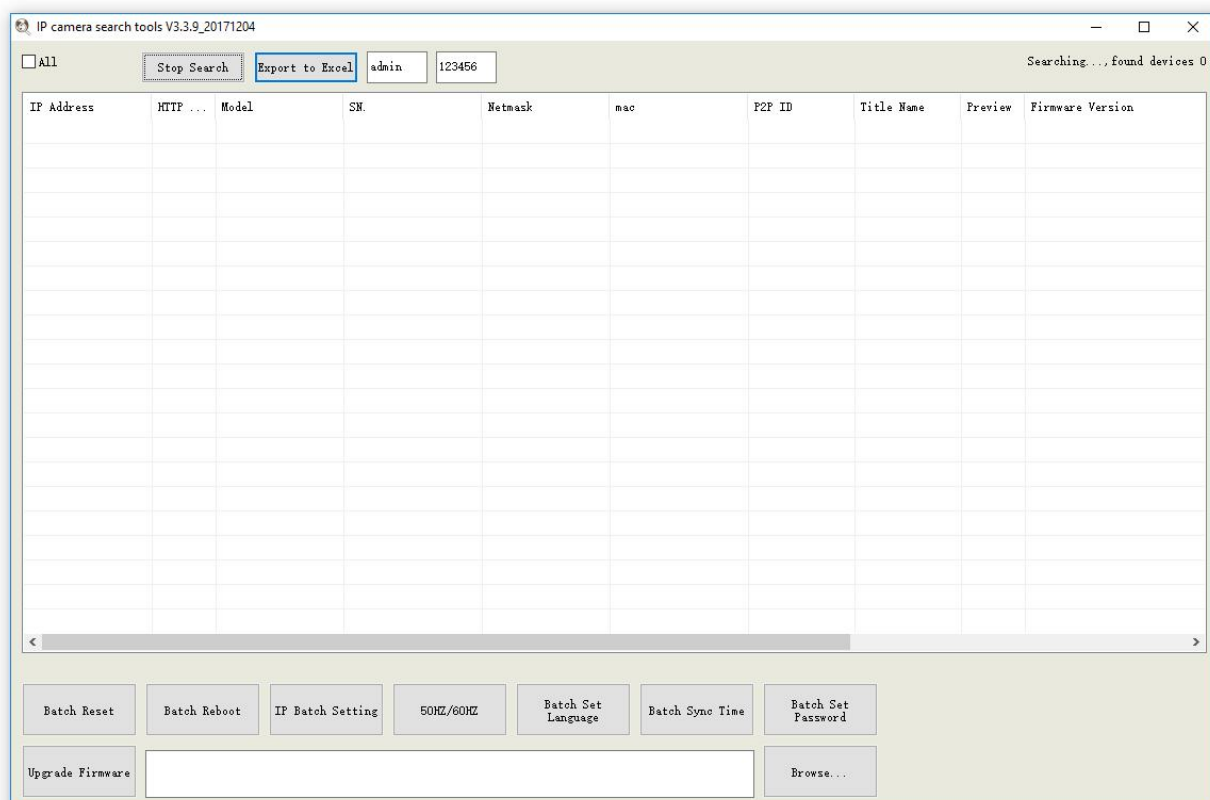 IP camera search tools V3.3.9_20171204
All
Stop Search
Export to Excel
admin
123456
Searching...,found devices 0
IP Address
HTTP ...
Model
SN.
Netmask
mac
P2P ID
Title Name
Preview
Firmware Version
Batch Reset
Batch Reboot
IP Batch Setting
50HZ/60HZ
Batch Set
Language
Batch Sync Time
Batch Set
Password
Upgrade Firmware
Browse...